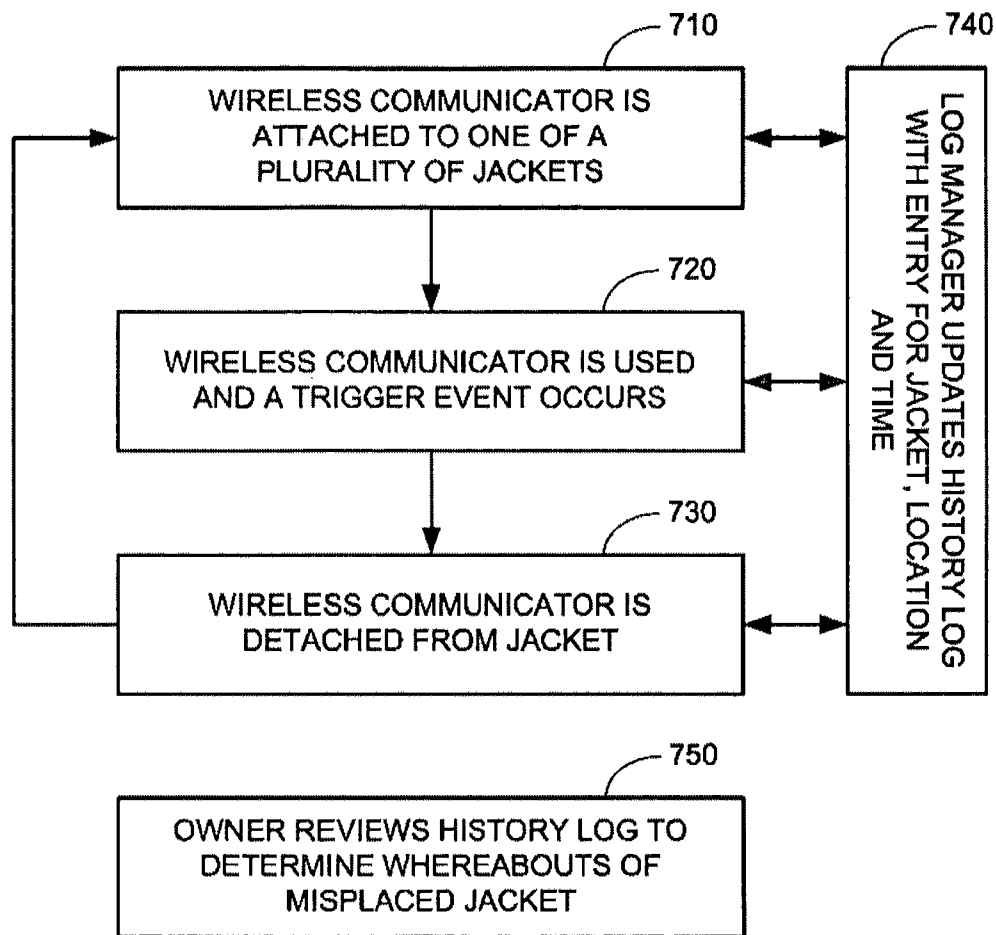 710
WIRELESS COMMUNICATOR IS
ATTACHED TO ONE OF A
PLURALITY OF JACKETS
720
WIRELESS COMMUNICATOR IS USED
AND A TRIGGER EVENT OCCURS
730
WIRELESS COMMUNICATOR IS
DETACHED FROM JACKET
740
LOG MANAGER UPDATES HISTORY LOG
WITH ENTRY FOR JACKET, LOCATION
AND TIME
750
OWNER REVIEWS HISTORY LOG TO
DETERMINE WHEREABOUTS OF
MISPLACED JACKET